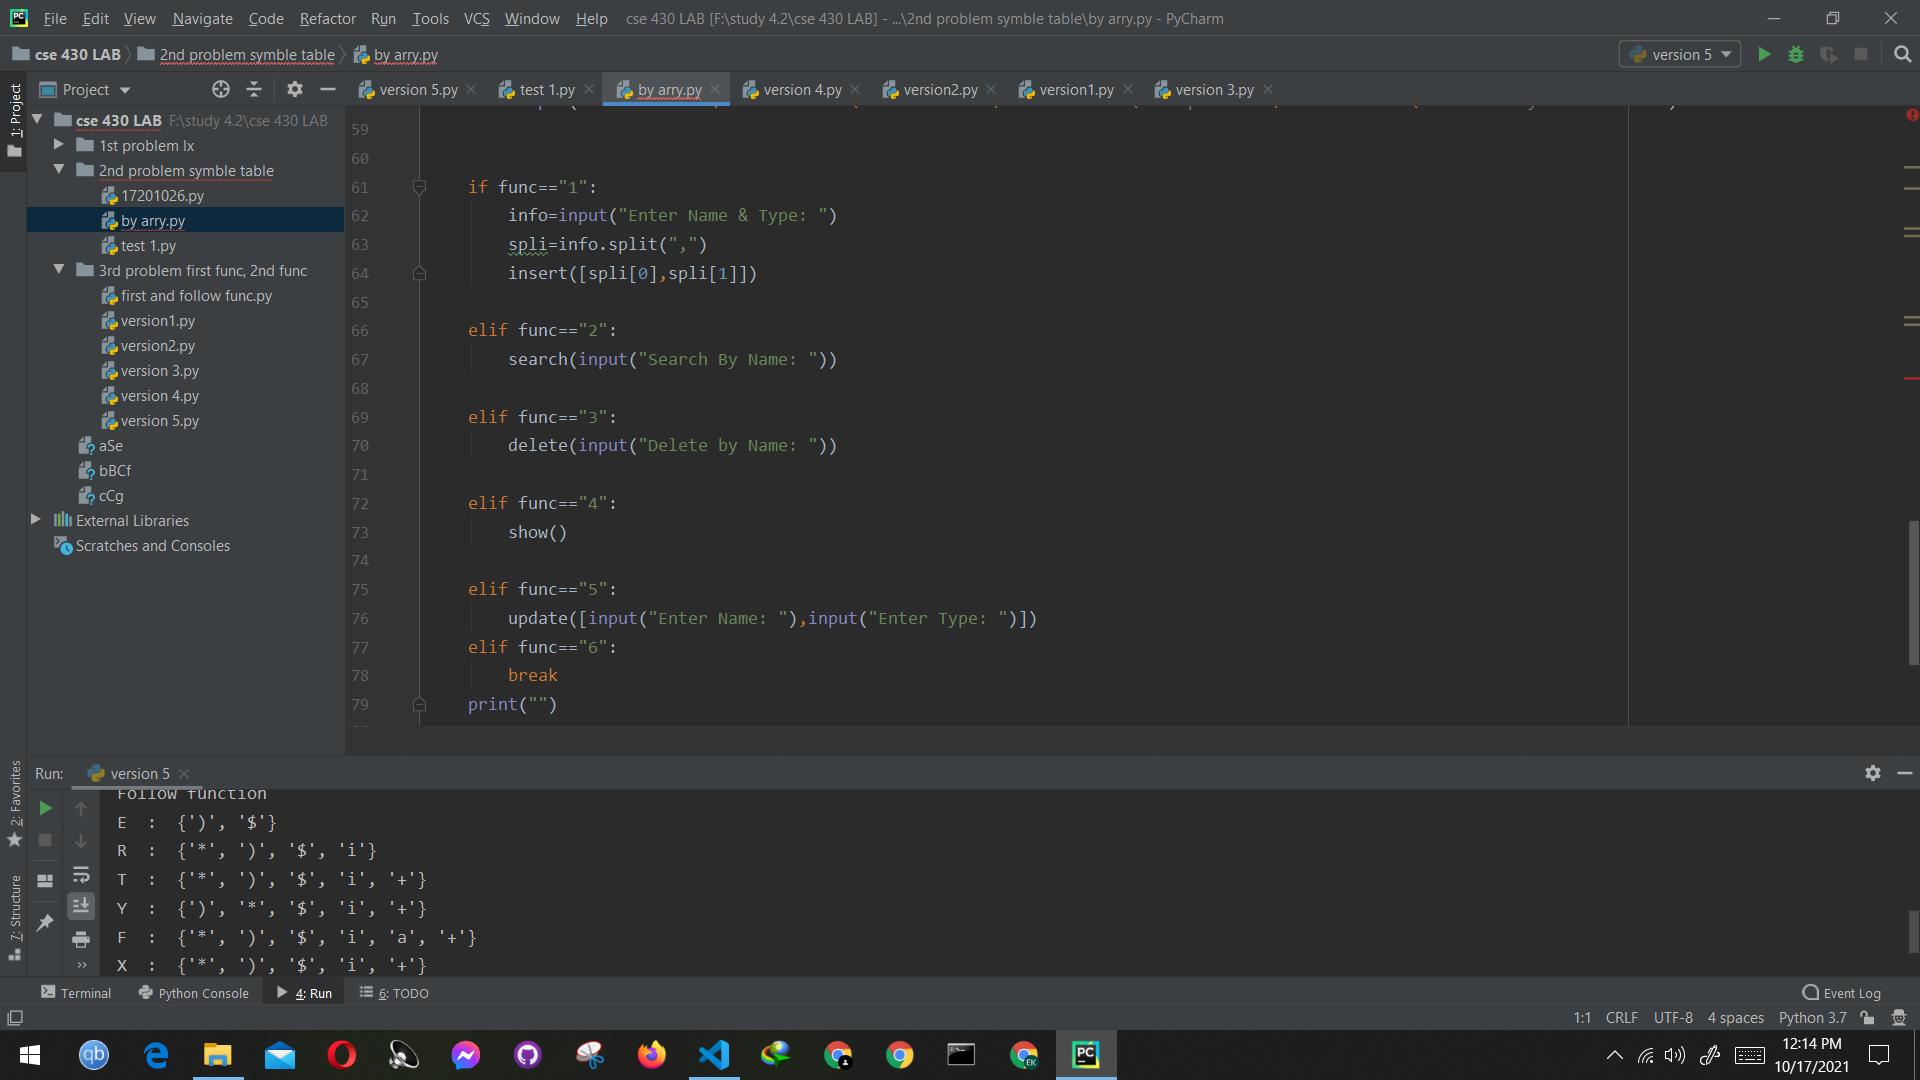 File Edit View Navigate Code Refactor Run Tools VCS Window Help cse 430 LAB [F:\study 4.2\cse 430 LAB] - ...\2nd problem symble table\by arry.py - PyCharm
cse 430 LAB 2nd problem symble table by arry.py version 5
Project version 5.py test 1.py by arry.py version 4.py version2.py version1.py version 3.py
1: Project
cse 430 LAB F:\study 4.2\cse 430 LAB
1st problem lx
2nd problem symble table
17201026.py
by arry.py
test 1.py
3rd problem first func, 2nd func
first and follow func.py
version1.py
version2.py
version 3.py
version 4.py
version 5.py
aSe
bBCf
cCg
External Libraries
Scratches and Consoles
59
60
61 if func=="1":
62 info=input("Enter Name & Type: ")
63 spli=info.split(",")
64 insert([spli[0],spli[1]])
65
66 elif func=="2":
67 search(input("Search By Name: "))
68
69 elif func=="3":
70 delete(input("Delete by Name: "))
71
72 elif func=="4":
73 show()
74
75 elif func=="5":
76 update([input("Enter Name: "),input("Enter Type: ")])
77 elif func=="6":
78 break
79 print("")
2: Favorites
7: Structure
Run: version 5
Follow function
E : {')', '$'}
R : {'*', ')', '$', 'i'}
T : {'*', ')', '$', 'i', '+'}
Y : {')', '*', '$', 'i', '+'}
F : {'*', ')', '$', 'i', 'a', '+'}
X : {'*', ')', '$', 'i', '+'}
Terminal Python Console 4: Run 6: TODO Event Log
1:1 CRLF UTF-8 4 spaces Python 3.7
qb EK PC 12:14 PM
10/17/2021